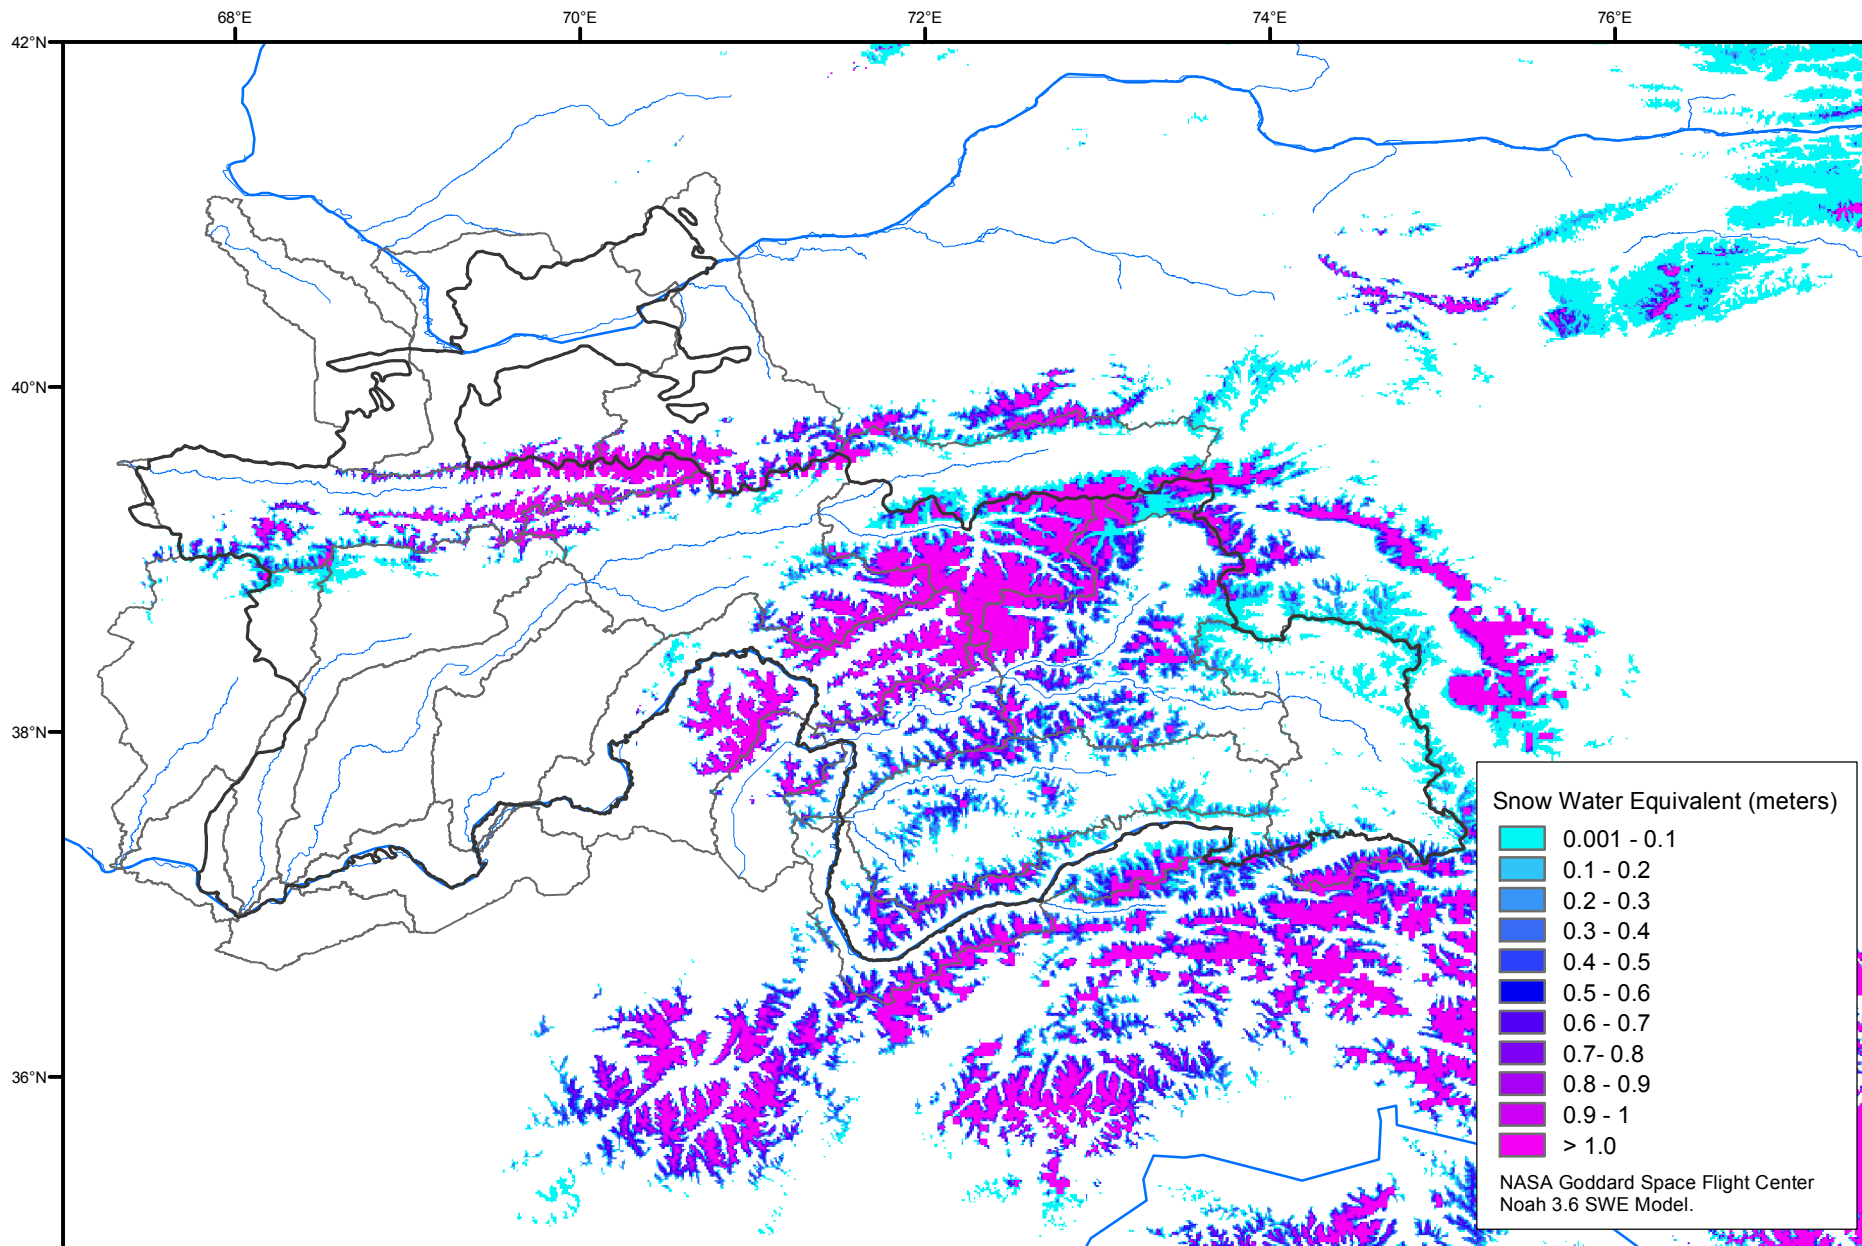 68°E 70°E 72°E 74°E 76°E
42°N
40°N
38°N
36°N
Snow Water Equivalent (meters)
0.001 - 0.1
0.1 - 0.2
0.2 - 0.3
0.3 - 0.4
0.4 - 0.5
0.5 - 0.6
0.6 - 0.7
0.7- 0.8
0.8 - 0.9
0.9 - 1
> 1.0
NASA Goddard Space Flight Center
Noah 3.6 SWE Model.